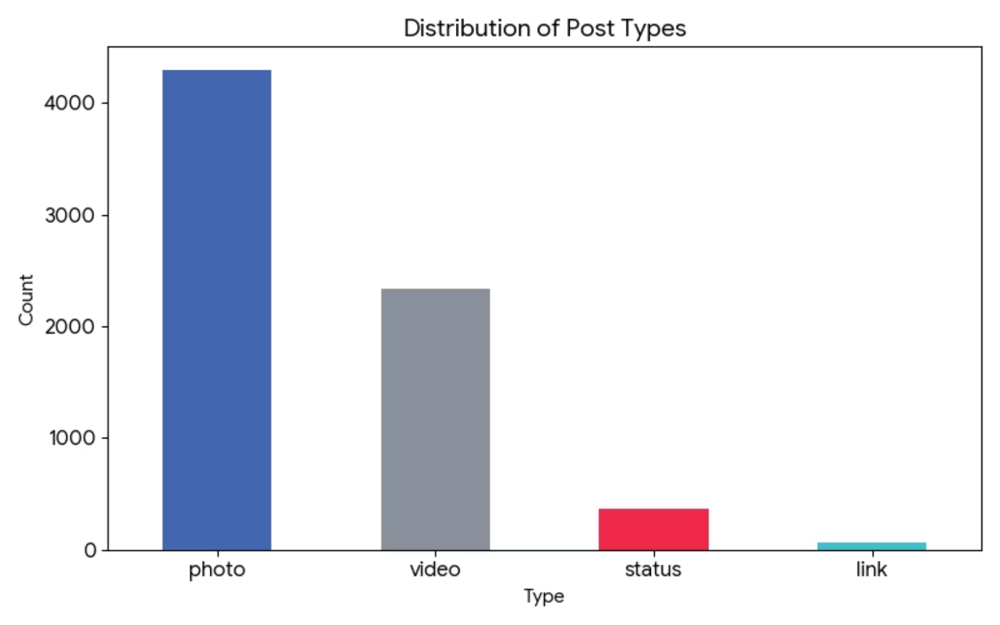 Distribution of Post Types
4000
3000
2000
1000
0
Count
photo
video
status
link
Type